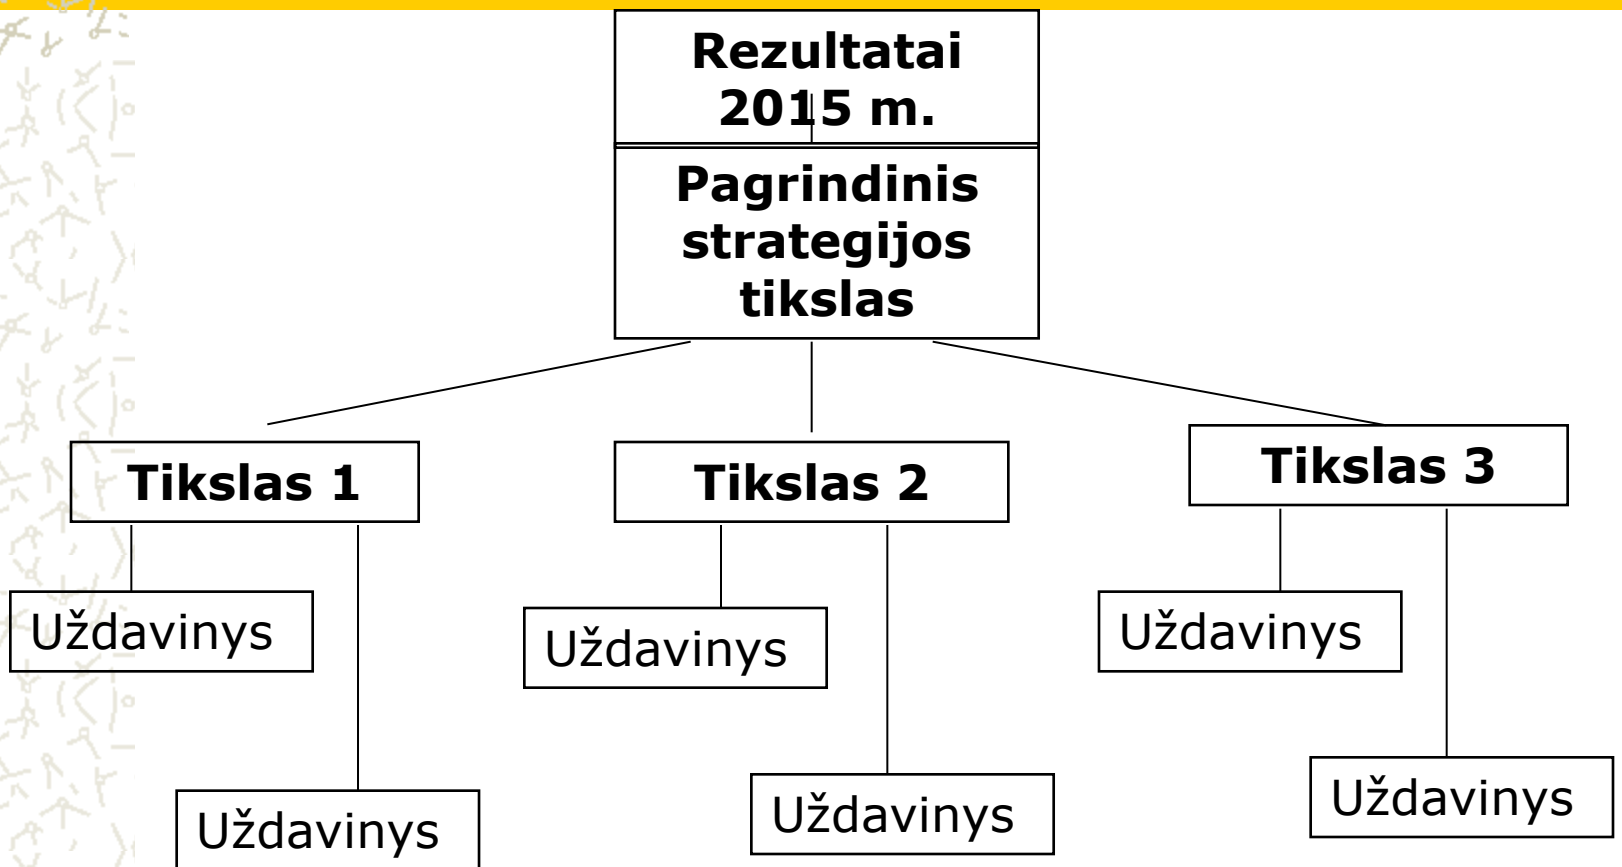 Rezultatai
2015 m.
Pagrindinis
strategijos
tikslas
Tikslas 1
Tikslas 2
Tikslas 3
Uždavinys
Uždavinys
Uždavinys
Uždavinys
Uždavinys
Uždavinys